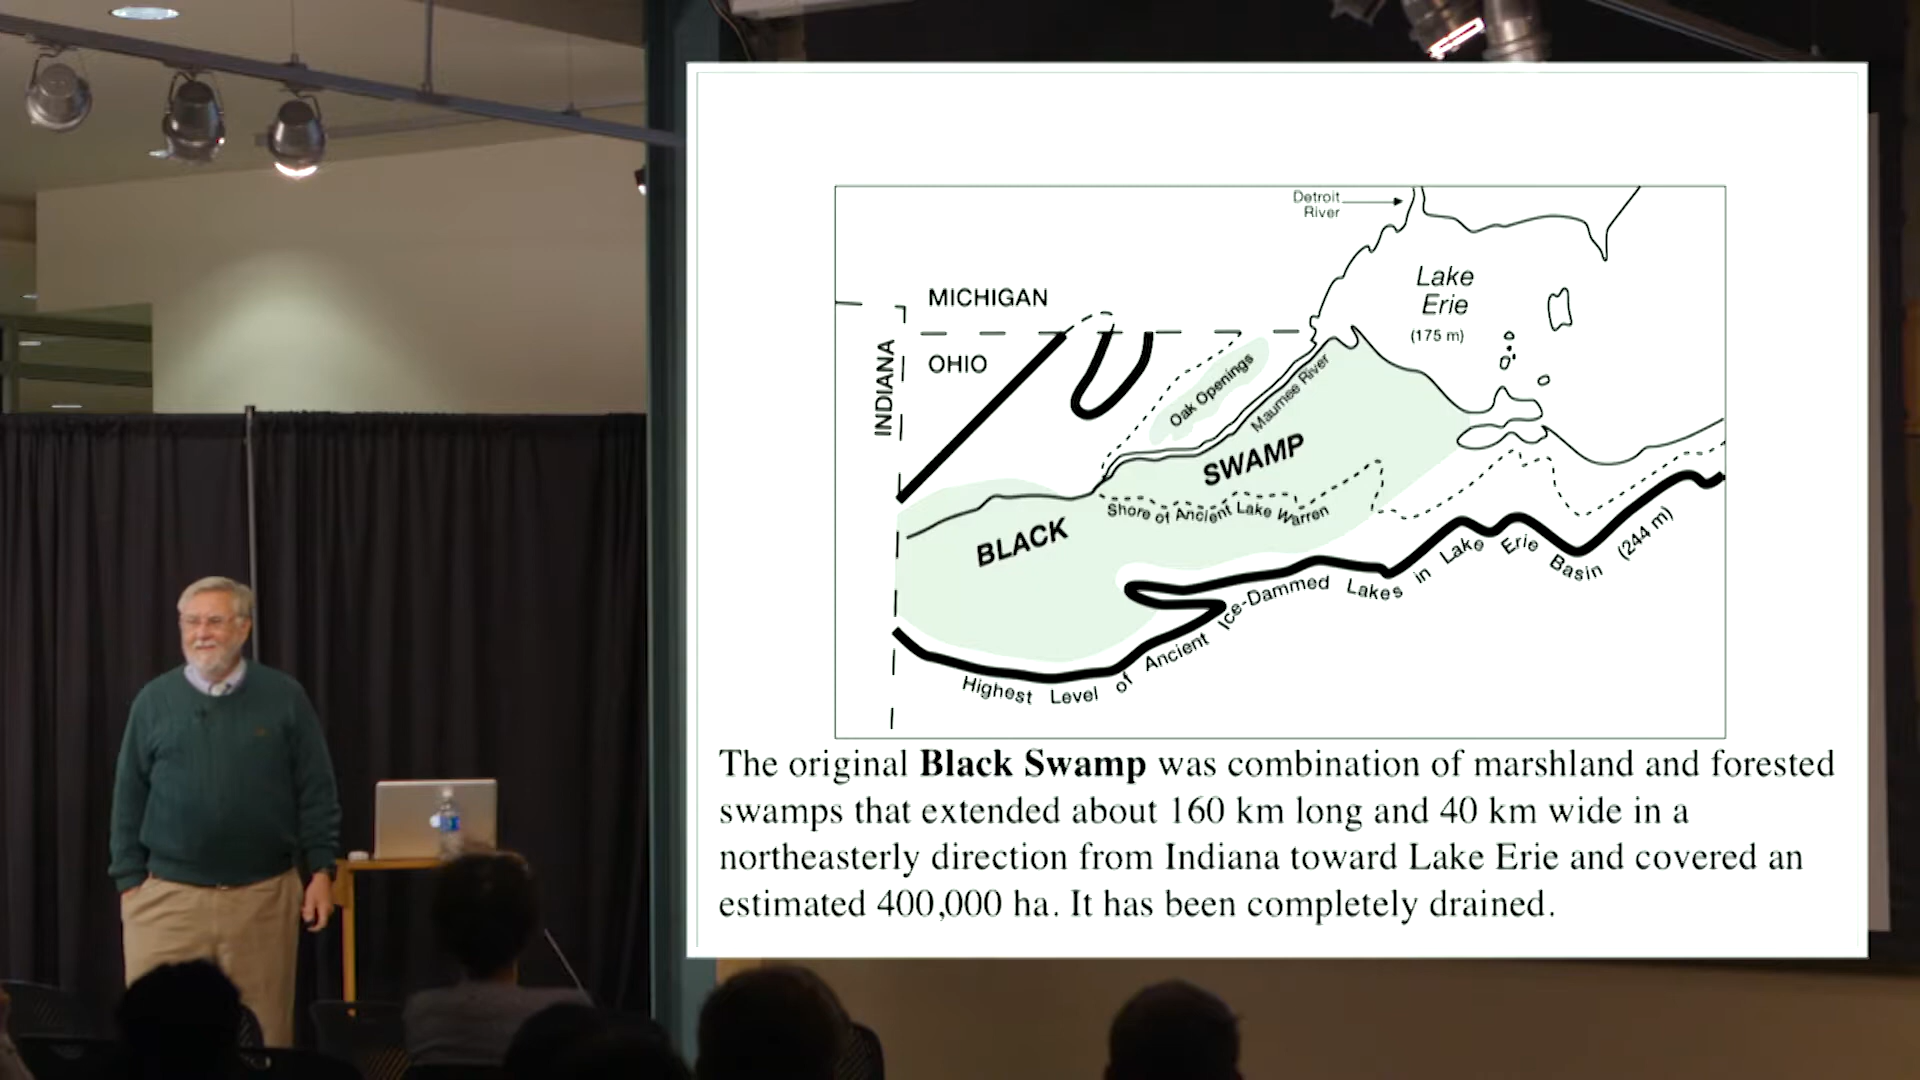 Detroit
River
Lake
Erie
(175 m)
MICHIGAN
OHIO
INDIANA
Oak Openings
Maumee River
SWAMP
BLACK
Shore of Ancient Lake Warren
Highest Level of Ancient Ice-Dammed Lakes in Lake Erie Basin (244 m)
The original Black Swamp was combination of marshland and forested
swamps that extended about 160 km long and 40 km wide in a
northeasterly direction from Indiana toward Lake Erie and covered an
estimated 400,000 ha. It has been completely drained.